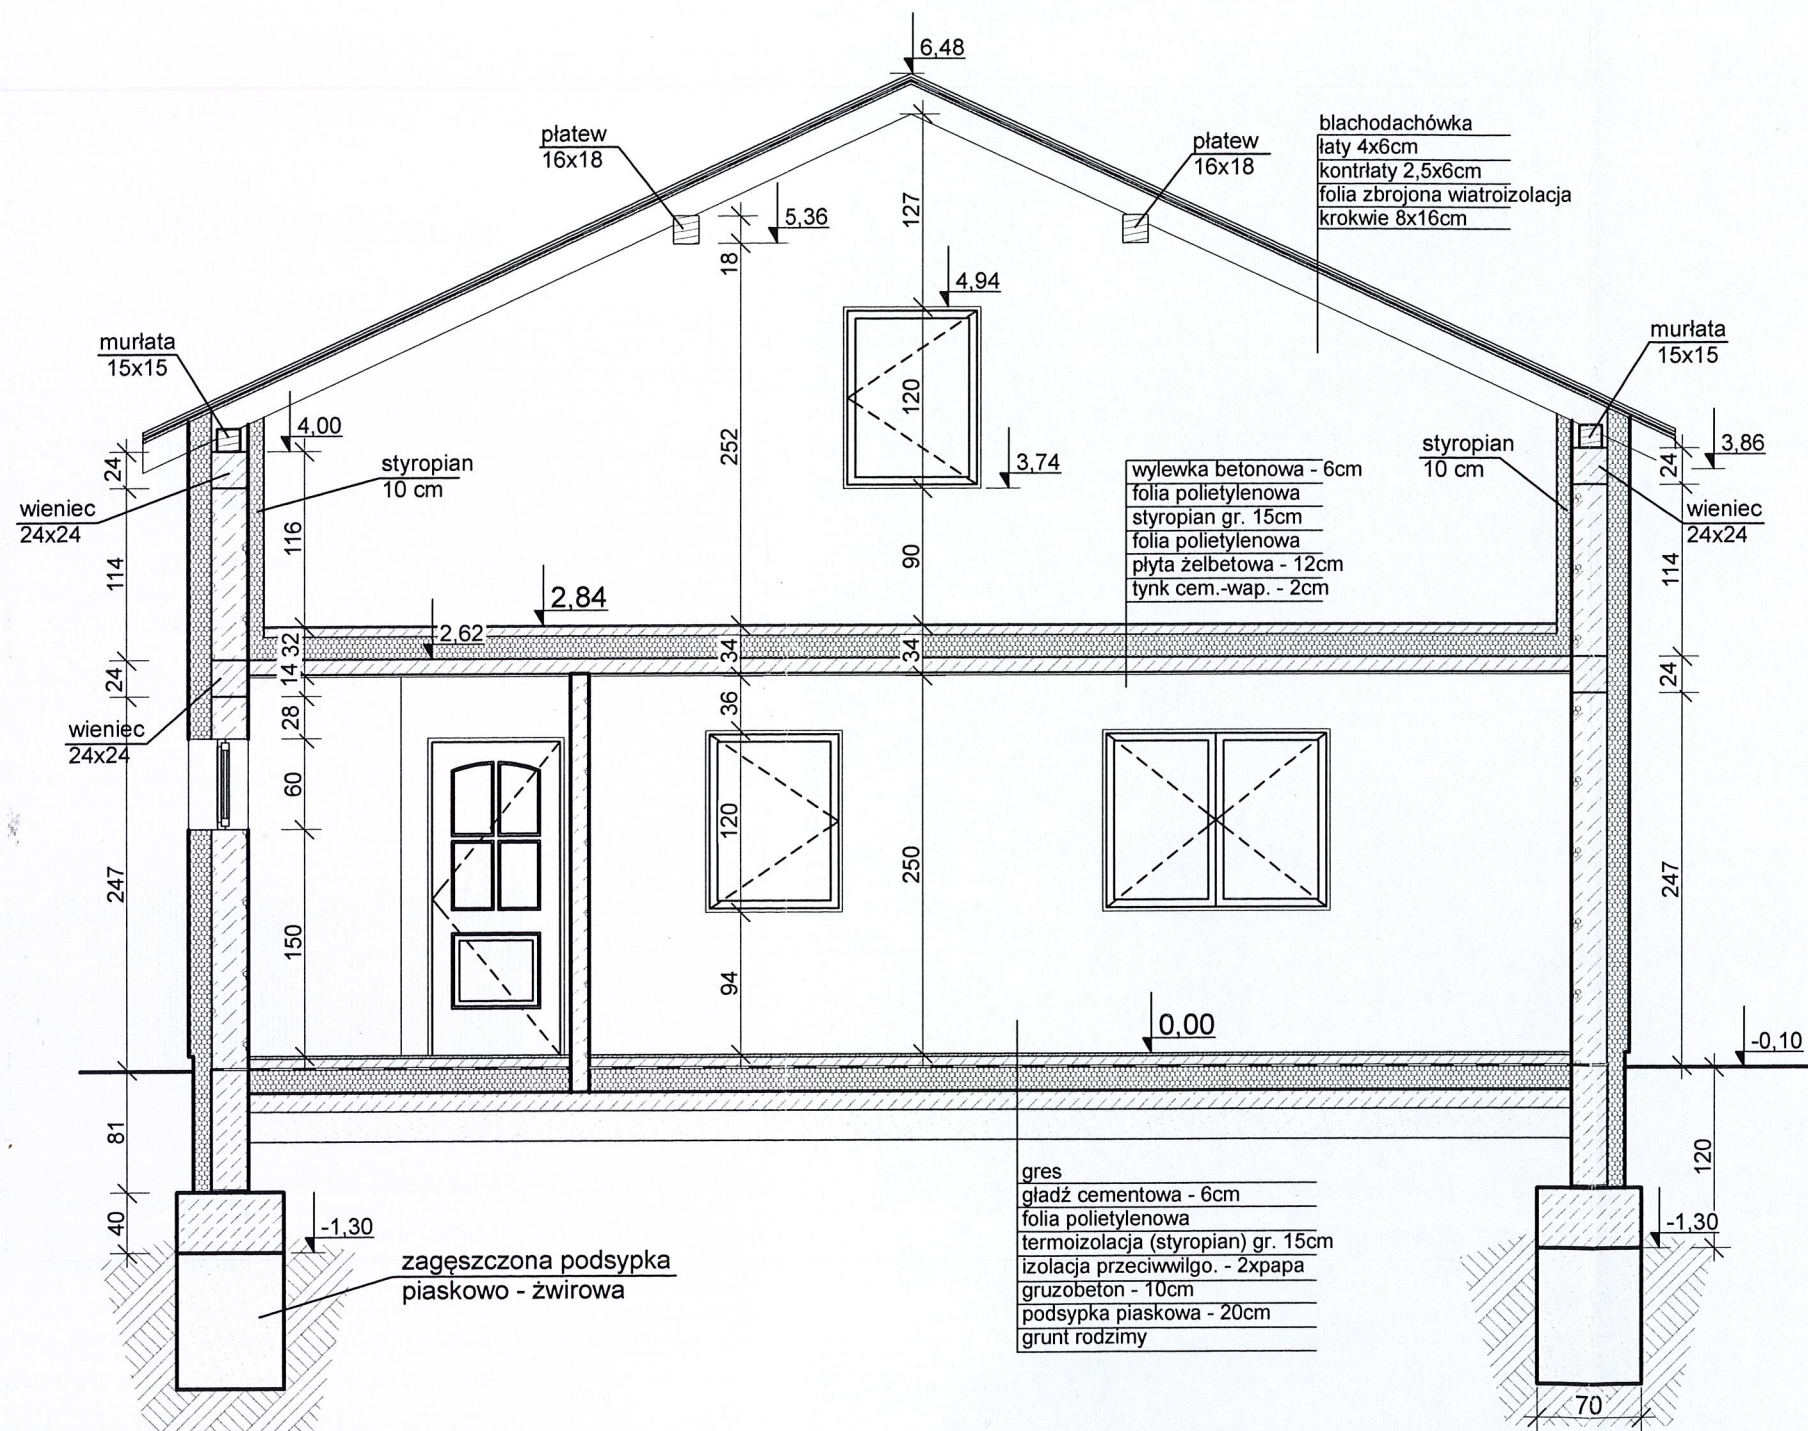 6,48
płatew
16x18
płatew
16x18
blachodachówka
łaty 4x6cm
kontrłaty 2,5x6cm
folia zbrojona wiatroizolacja
krokwie 8x16cm
5,36
127
18
4,94
murłata
15x15
murłata
15x15
4,00
120
252
3,86
24
styropian
10 cm
styropian
10 cm
24
3,74
wylewka betonowa - 6cm
folia polietylenowa
styropian gr. 15cm
folia polietylenowa
płyta żelbetowa - 12cm
tynk cem.-wap. - 2cm
wieniec
24x24
wieniec
24x24
116
90
114
114
2,84
2,62
32
34
34
14
24
24
28
36
wieniec
24x24
60
120
250
247
247
150
94
0,00
-0,10
81
120
40
-1,30
-1,30
gres
gładź cementowa - 6cm
folia polietylenowa
termoizolacja (styropian) gr. 15cm
izolacja przeciwwilgo. - 2xpapa
gruzobeton - 10cm
podsypka piaskowa - 20cm
grunt rodzimy
zagęszczona podsypka
piaskowo - żwirowa
70